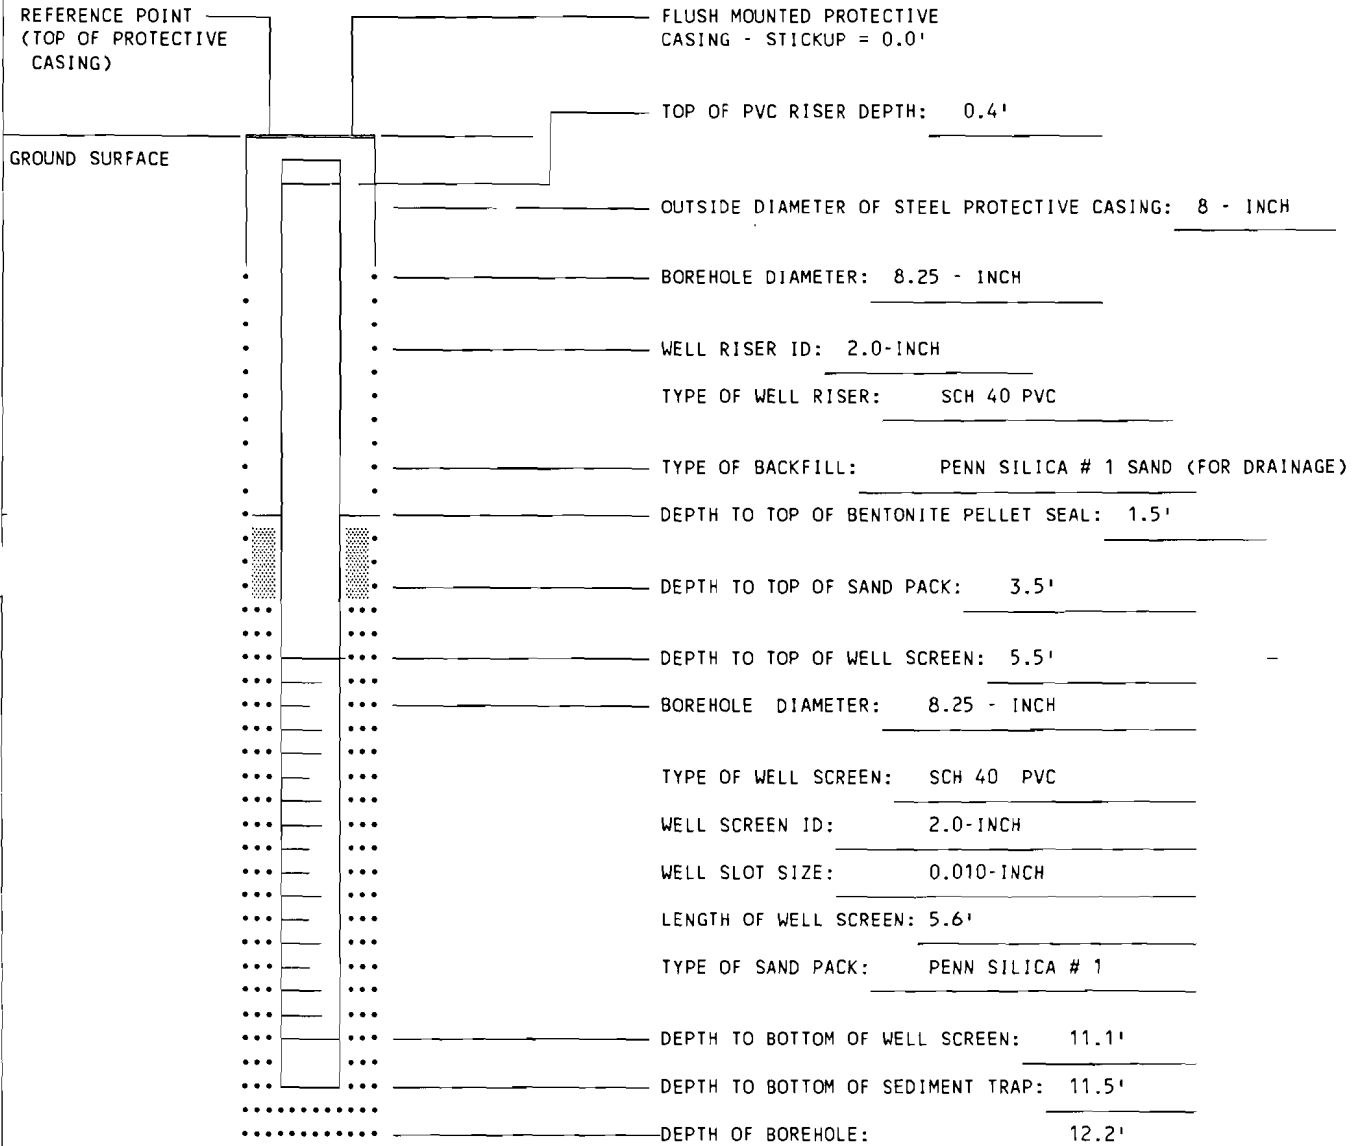 REFERENCE POINT
(TOP OF PROTECTIVE
CASING)
FLUSH MOUNTED PROTECTIVE
CASING - STICKUP = 0.0'
TOP OF PVC RISER DEPTH: 0.4'
GROUND SURFACE
OUTSIDE DIAMETER OF STEEL PROTECTIVE CASING: 8 - INCH
BOREHOLE DIAMETER: 8.25 - INCH
WELL RISER ID: 2.0-INCH
TYPE OF WELL RISER: SCH 40 PVC
TYPE OF BACKFILL: PENN SILICA # 1 SAND (FOR DRAINAGE)
DEPTH TO TOP OF BENTONITE PELLET SEAL: 1.5'
DEPTH TO TOP OF SAND PACK: 3.5'
DEPTH TO TOP OF WELL SCREEN: 5.5'
BOREHOLE DIAMETER: 8.25 - INCH
TYPE OF WELL SCREEN: SCH 40 PVC
WELL SCREEN ID: 2.0-INCH
WELL SLOT SIZE: 0.010-INCH
LENGTH OF WELL SCREEN: 5.6'
TYPE OF SAND PACK: PENN SILICA # 1
DEPTH TO BOTTOM OF WELL SCREEN: 11.1'
DEPTH TO BOTTOM OF SEDIMENT TRAP: 11.5'
DEPTH OF BOREHOLE: 12.2'